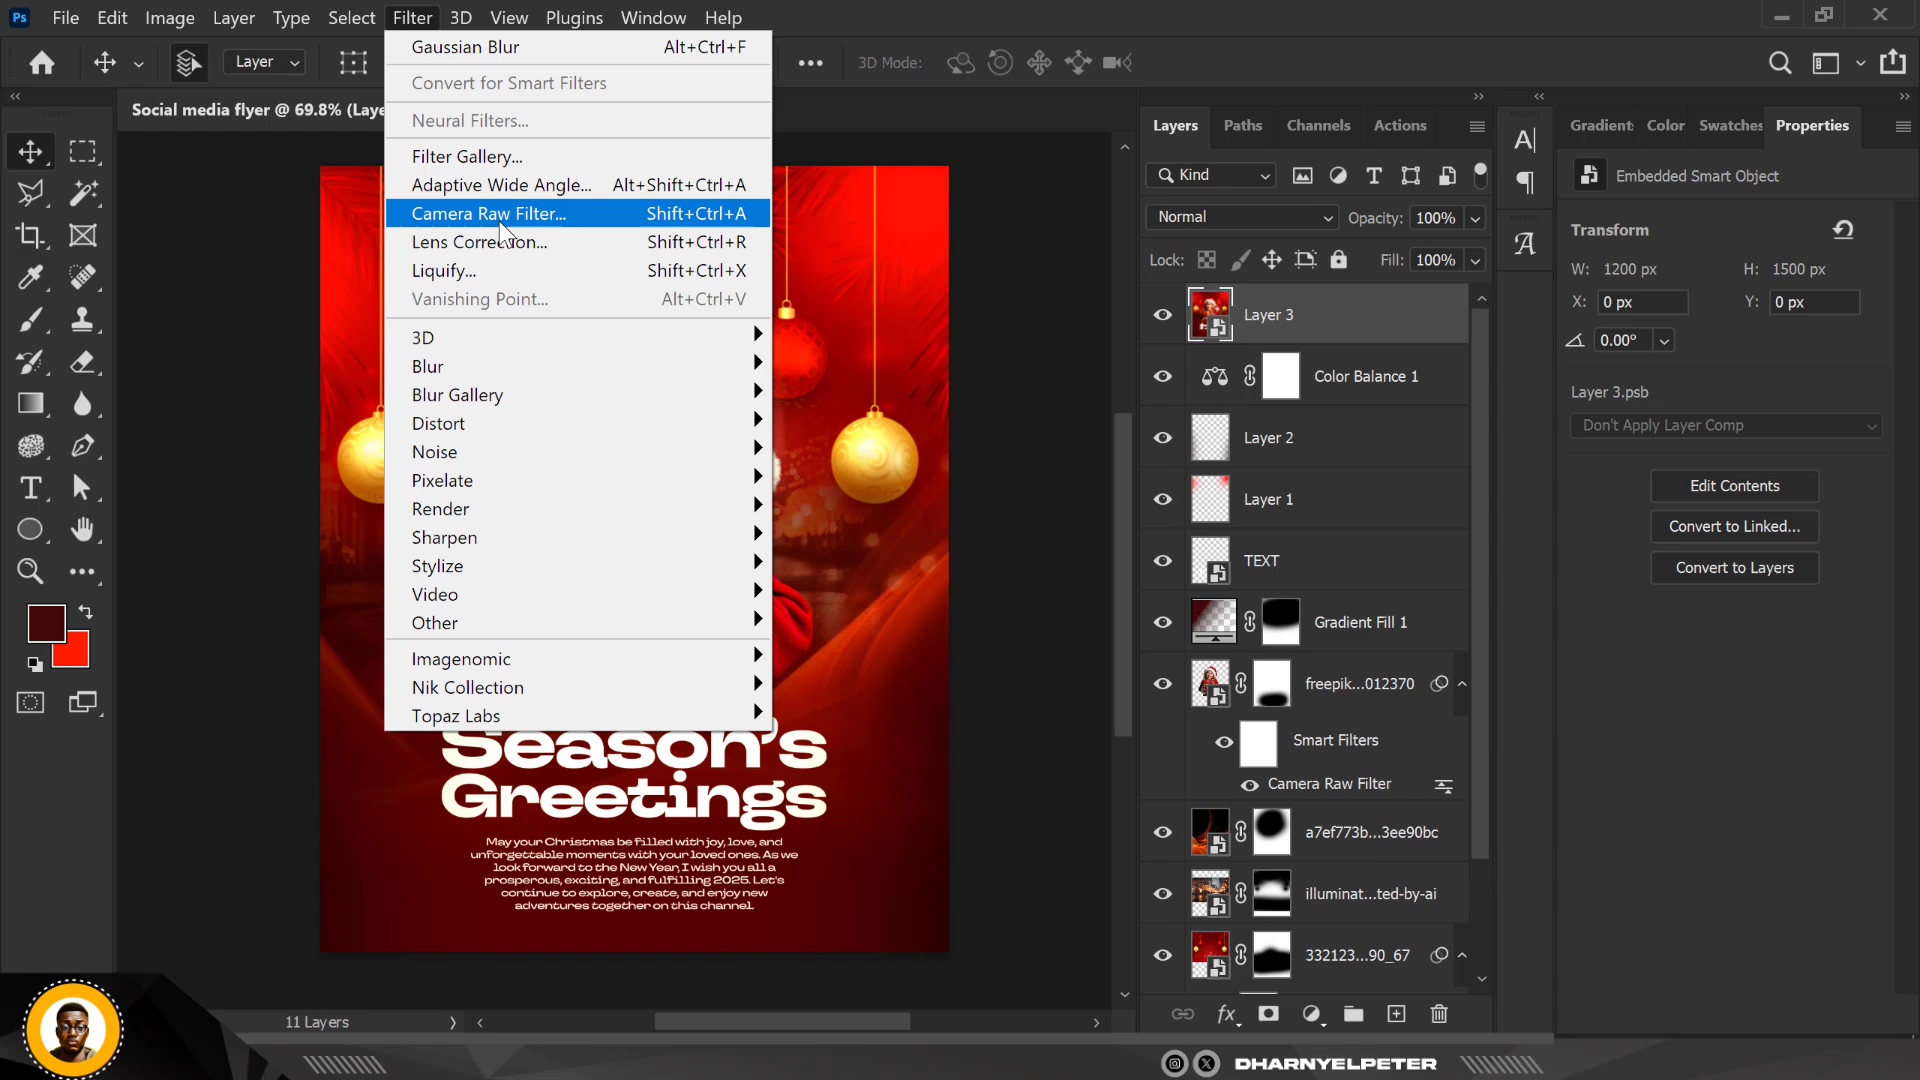 Ps File Edit Image Layer Type Select Filter 3D View Plugins Window Help
Layer
3D Mode:
Social media flyer @ 69.8% (Laye
Gaussian Blur Alt+Ctrl+F
Convert for Smart Filters
Neural Filters...
Filter Gallery...
Adaptive Wide Angle... Alt+Shift+Ctrl+A
Camera Raw Filter... Shift+Ctrl+A
Lens Correction... Shift+Ctrl+R
Liquify... Shift+Ctrl+X
Vanishing Point... Alt+Ctrl+V
3D
Blur
Blur Gallery
Distort
Noise
Pixelate
Render
Sharpen
Stylize
Video
Other
Imagenomic
Nik Collection
Topaz Labs
Season's
Greetings
May your Christmas be filled with joy, love, and
unforgettable moments with your loved ones. As we
look forward to the New Year, I wish you all a
prosperous, exciting, and fulfilling 2025. Let's
continue to explore, create, and enjoy new
adventures together on this channel.
11 Layers
Layers Paths Channels Actions
Kind
Normal Opacity: 100%
Lock: Fill: 100%
Layer 3
Color Balance 1
Layer 2
Layer 1
TEXT
Gradient Fill 1
freepik...012370
Smart Filters
Camera Raw Filter
a7ef773b...3ee90bc
illuminat...ted-by-ai
332123...90_67
fx
Gradient Color Swatches Properties
Embedded Smart Object
Transform
W: 1200 px H: 1500 px
X: 0 px Y: 0 px
0.00°
Layer 3.psb
Don't Apply Layer Comp
Edit Contents
Convert to Linked...
Convert to Layers
DHARNYELPETER